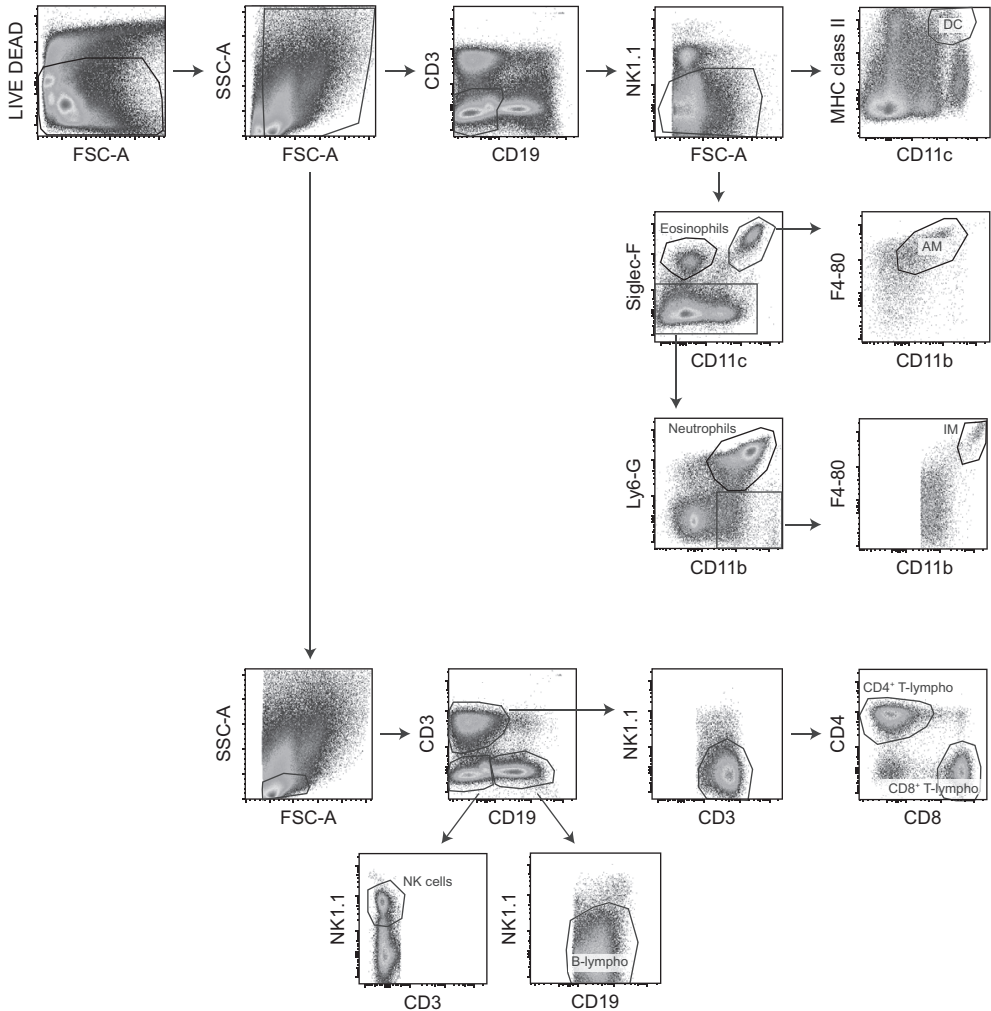 LIVE DEAD
FSC-A
SSC-A
FSC-A
CD3
CD19
NK1.1
FSC-A
MHC class II
DC
CD11c
Siglec-F
Eosinophils
CD11c
F4-80
AM
CD11b
Ly6-G
Neutrophils
CD11b
F4-80
IM
CD11b
SSC-A
FSC-A
CD3
CD19
NK1.1
CD3
CD4
CD4⁺ T-lympho
CD8⁺ T-lympho
CD8
NK1.1
NK cells
CD3
NK1.1
B-lympho
CD19